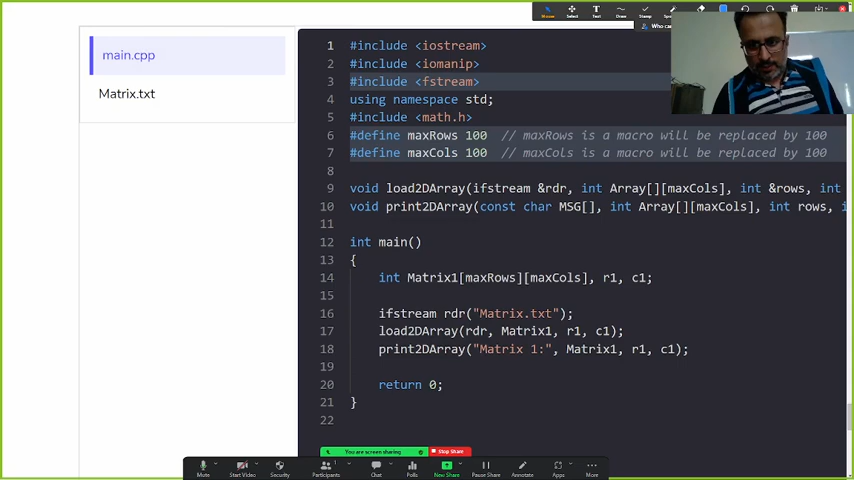 Mouse
Select
Text
Draw
Stamp
Who can
main.cpp
Matrix.txt
1 #include <iostream>
2 #include <iomanip>
3 #include <fstream>
4 using namespace std;
5 #include <math.h>
6 #define maxRows 100 // maxRows is a macro will be replaced by 100
7 #define maxCols 100 // maxCols is a macro will be replaced by 100
8
9 void load2DArray(ifstream &rdr, int Array[][maxCols], int &rows, int
10 void print2DArray(const char MSG[], int Array[][maxCols], int rows,
11
12 int main()
13 {
14 int Matrix1[maxRows][maxCols], r1, c1;
15
16 ifstream rdr("Matrix.txt");
17 load2DArray(rdr, Matrix1, r1, c1);
18 print2DArray("Matrix 1:", Matrix1, r1, c1);
19
20 return 0;
21 }
22
You are screen sharing
Stop Share
Mute
Start Video
Security
Participants
Chat
Polls
New Share
Pause Share
Annotate
Apps
More